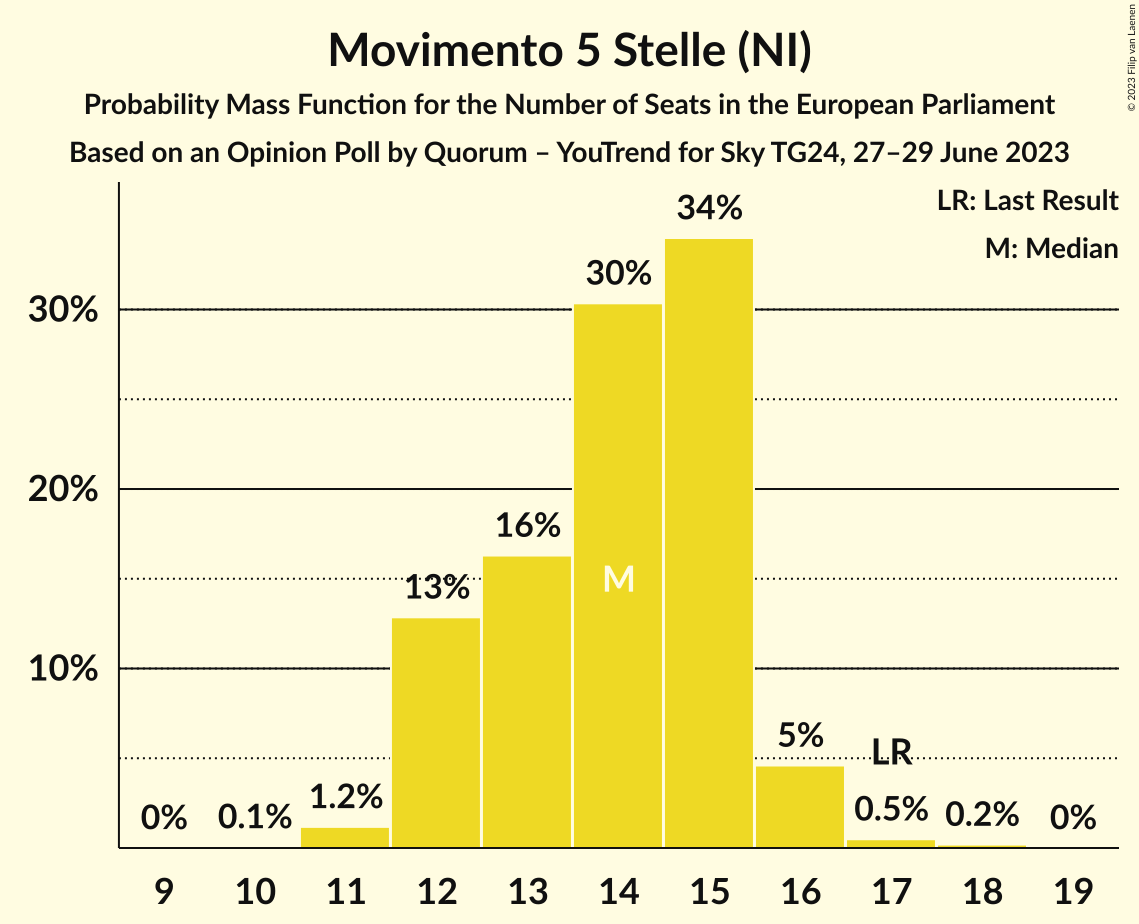 Movimento 5 Stelle (NI)
Probability Mass Function for the Number of Seats in the European Parliament
Based on an Opinion Poll by Quorum – YouTrend for Sky TG24, 27–29 June 2023
© 2023 Filip van Laenen
LR: Last Result
M: Median
34%
30%
30%
20%
16%
M
13%
10%
5%
LR
1.2%
0%
0.1%
0.5%
0.2%
0%
9 10 11 12 13 14 15 16 17 18 19